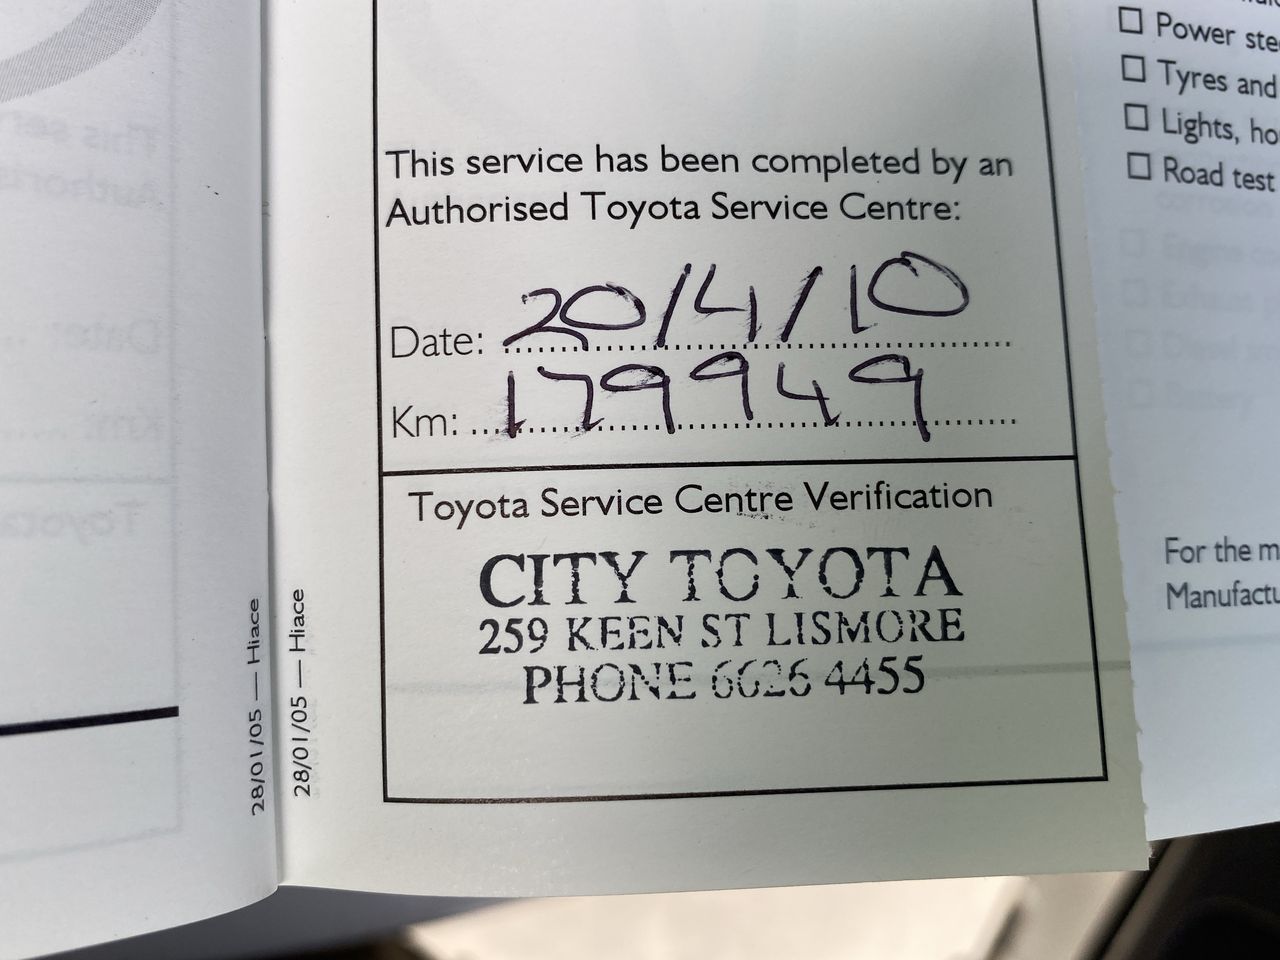 This service has been completed by an
Authorised Toyota Service Centre:
Date: 20/4/10
Km: 179949
Toyota Service Centre Verification
CITY TOYOTA
259 KEEN ST LISMORE
PHONE 6626 4455
28/01/05 — Hiace
28/01/05 — Hiace
☐ Power ste
☐ Tyres and
☐ Lights, ho
☐ Road test
For the m
Manufactu